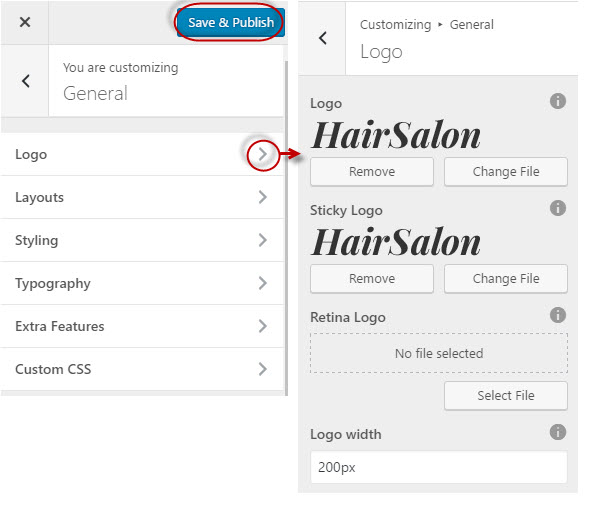 Save & Publish
You are customizing
General
Logo
Layouts
Styling
Typography
Extra Features
Custom CSS
Customizing ▸ General
Logo
Logo
HairSalon
Remove Change File
Sticky Logo
HairSalon
Remove Change File
Retina Logo
No file selected
Select File
Logo width
200px